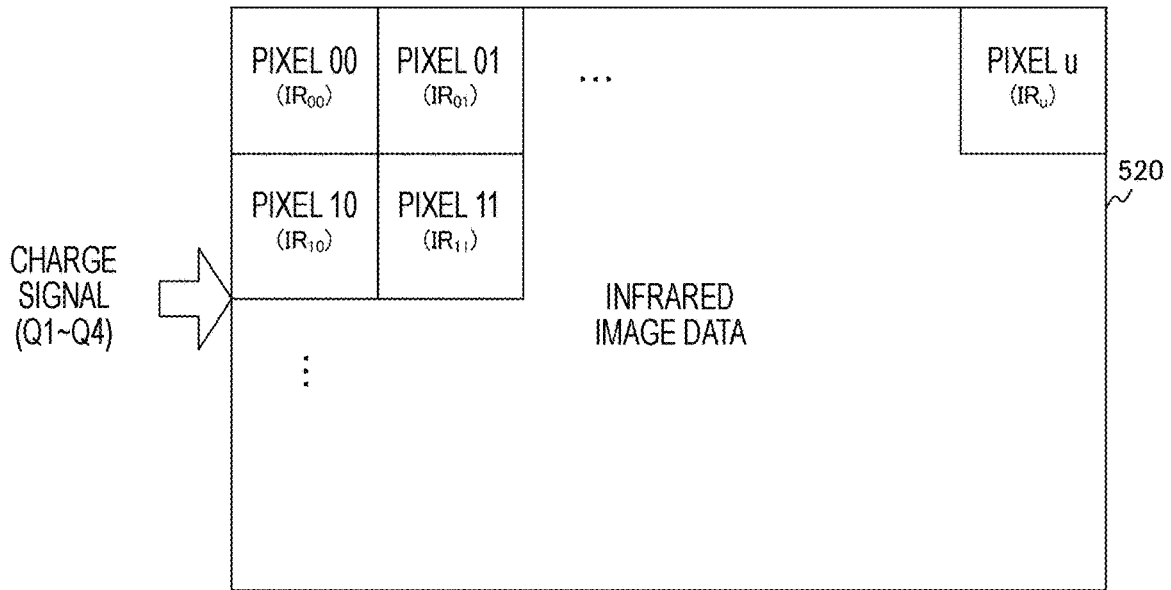 PIXEL 00
(IR₀₀)
PIXEL 01
(IR₀₁)
...
PIXEL u
(IRᵤ)
520
PIXEL 10
(IR₁₀)
PIXEL 11
(IR₁₁)
CHARGE
SIGNAL
(Q1~Q4)
INFRARED
IMAGE DATA
...